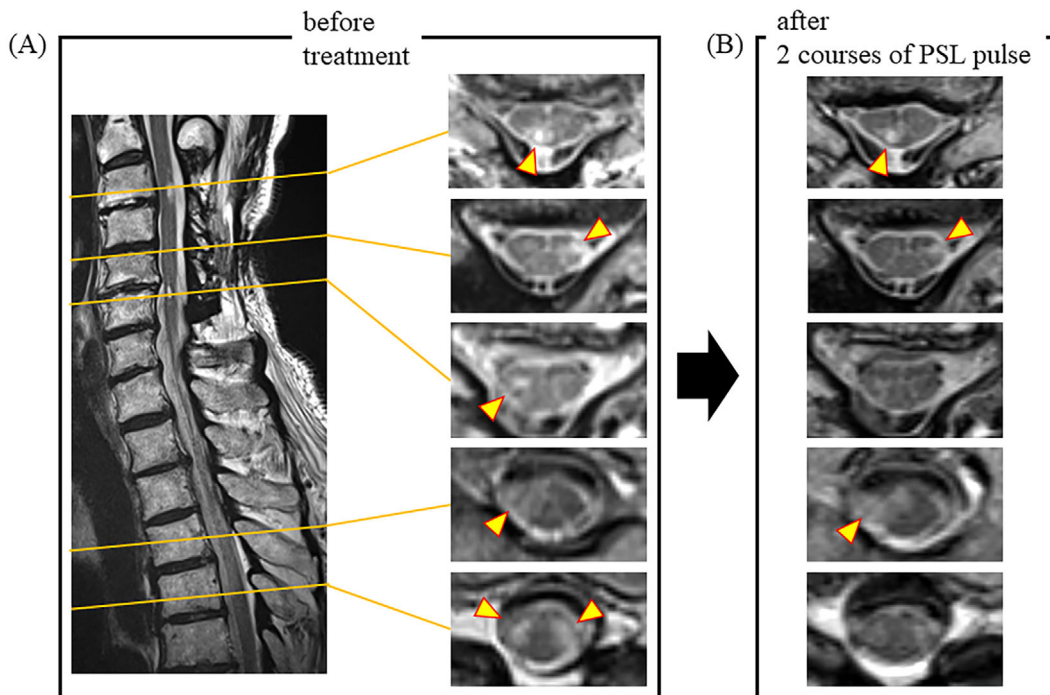 (A)
before
treatment
(B)
after
2 courses of PSL pulse